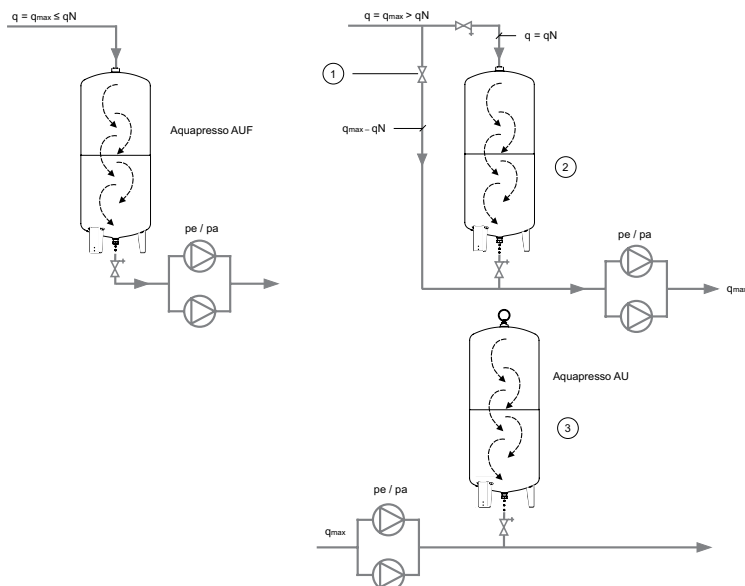 q = qmax ≤ qN
Aquapresso AUF
pe / pa
q = qmax > qN
q = qN
1
qmax – qN
2
pe / pa
qmax
Aquapresso AU
3
pe / pa
qmax